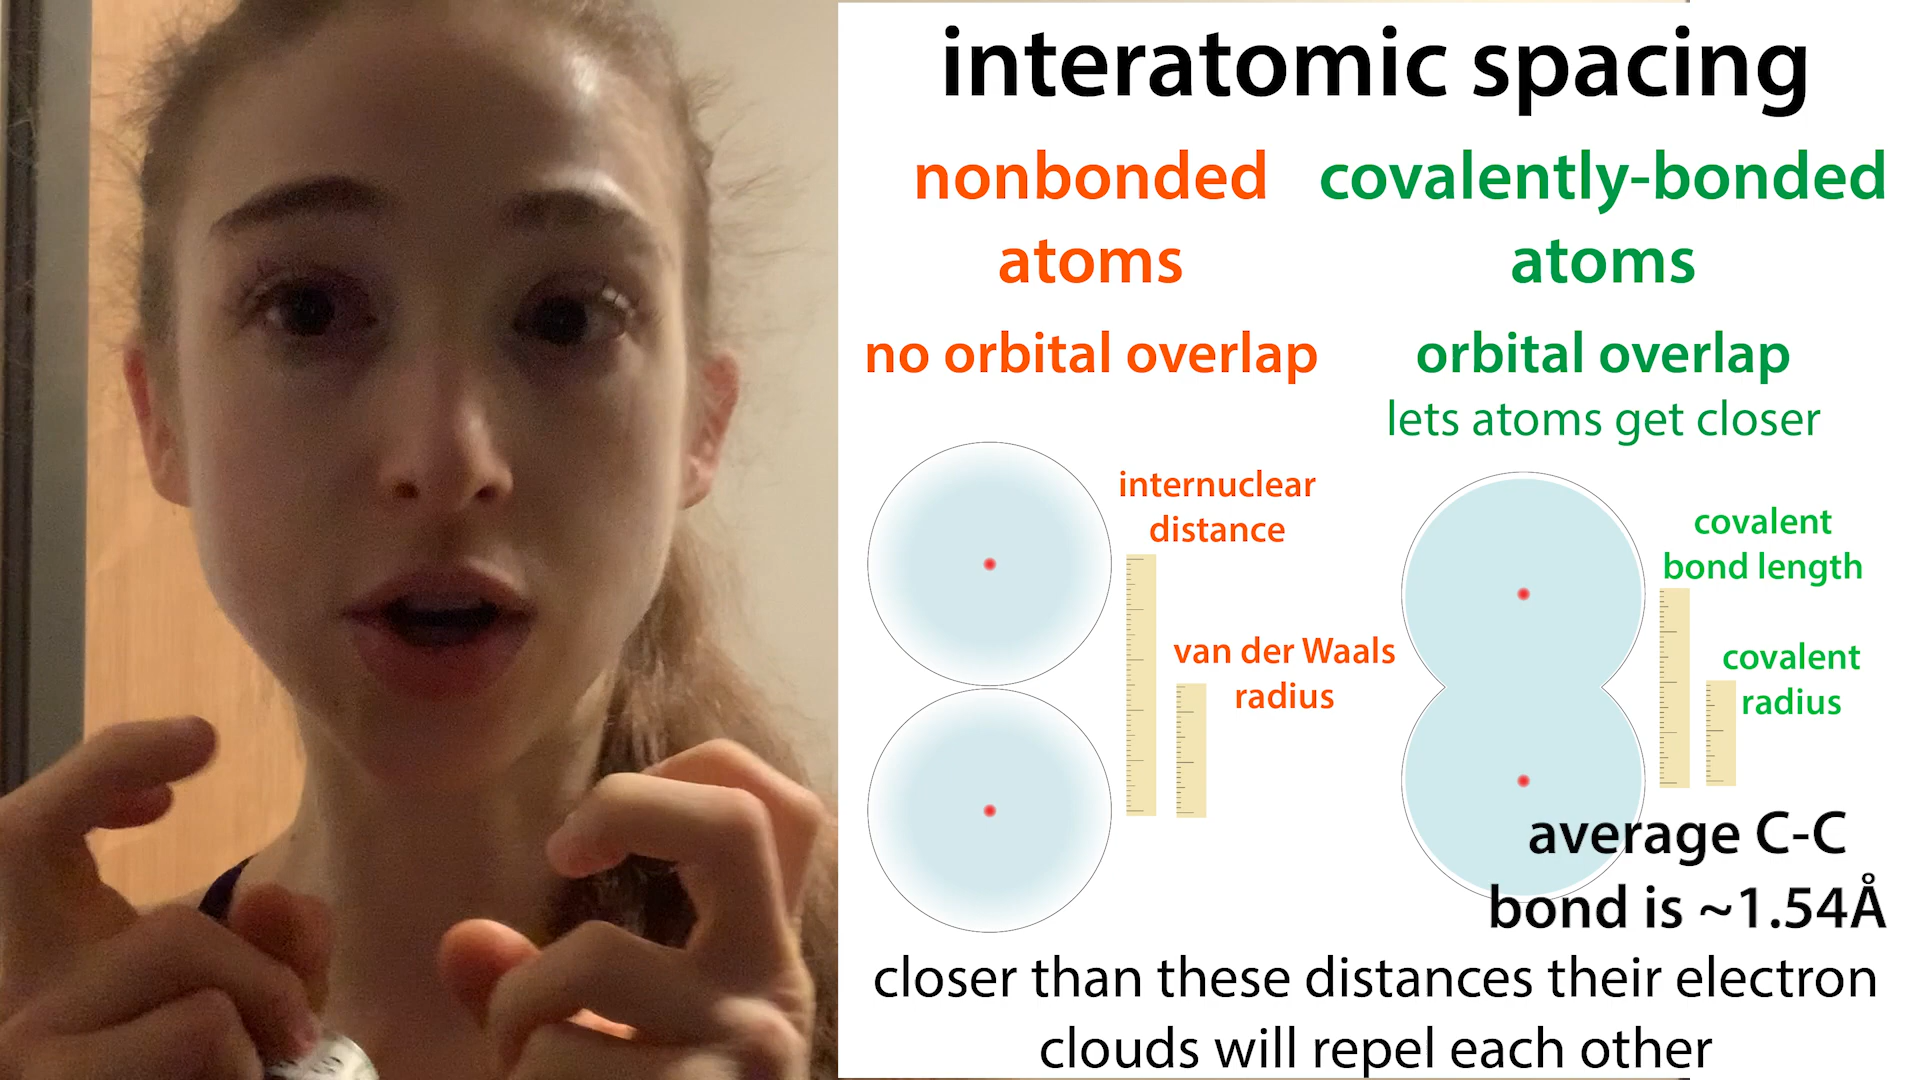 interatomic spacing
nonbonded
atoms
no orbital overlap
internuclear
distance
van der Waals
radius
covalently-bonded
atoms
orbital overlap
lets atoms get closer
covalent
bond length
covalent
radius
average C-C
bond is ~1.54Å
closer than these distances their electron
clouds will repel each other